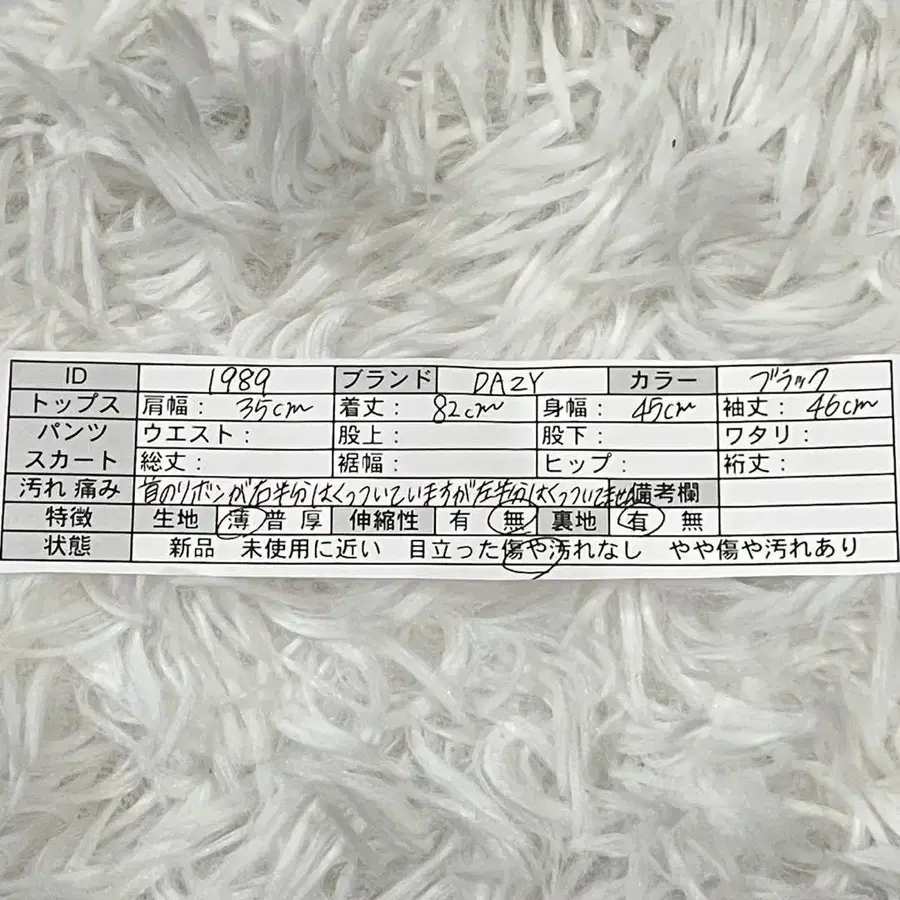 ID 1989 ブランド DAZY カラー ブラック
トップス 肩幅： 35cm 着丈： 82cm 身幅： 45cm 袖丈： 46cm
パンツ ウエスト： 股上： 股下： ワタリ：
スカート 総丈： 裾幅： ヒップ： 裄丈：
汚れ 痛み 首のリボンが右半分はくっついていますが左半分はくっついてません 備考欄
特徴 生地 薄 普 厚 伸縮性 有 無 裏地 有 無
状態 新品 未使用に近い 目立った傷や汚れなし やや傷や汚れあり